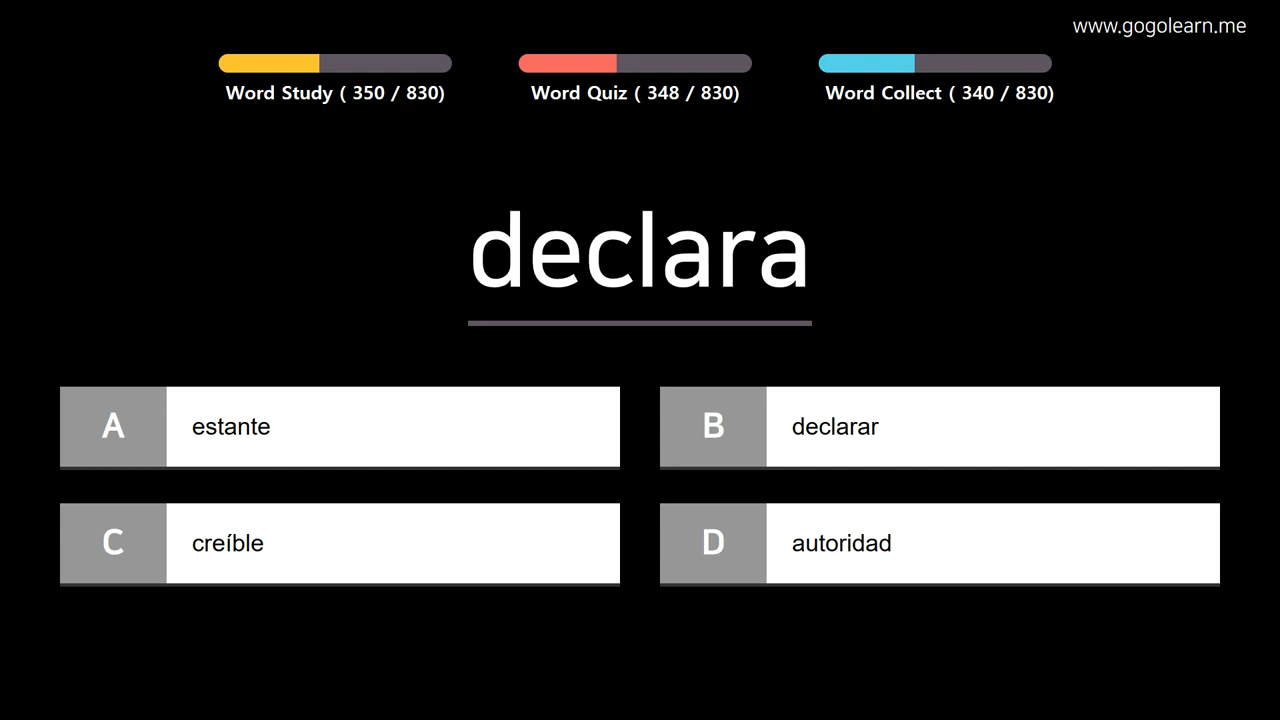 www.gogolearn.me
Word Study ( 350 / 830)
Word Quiz ( 348 / 830)
Word Collect ( 340 / 830)
declara
A estante
B declarar
C creíble
D autoridad